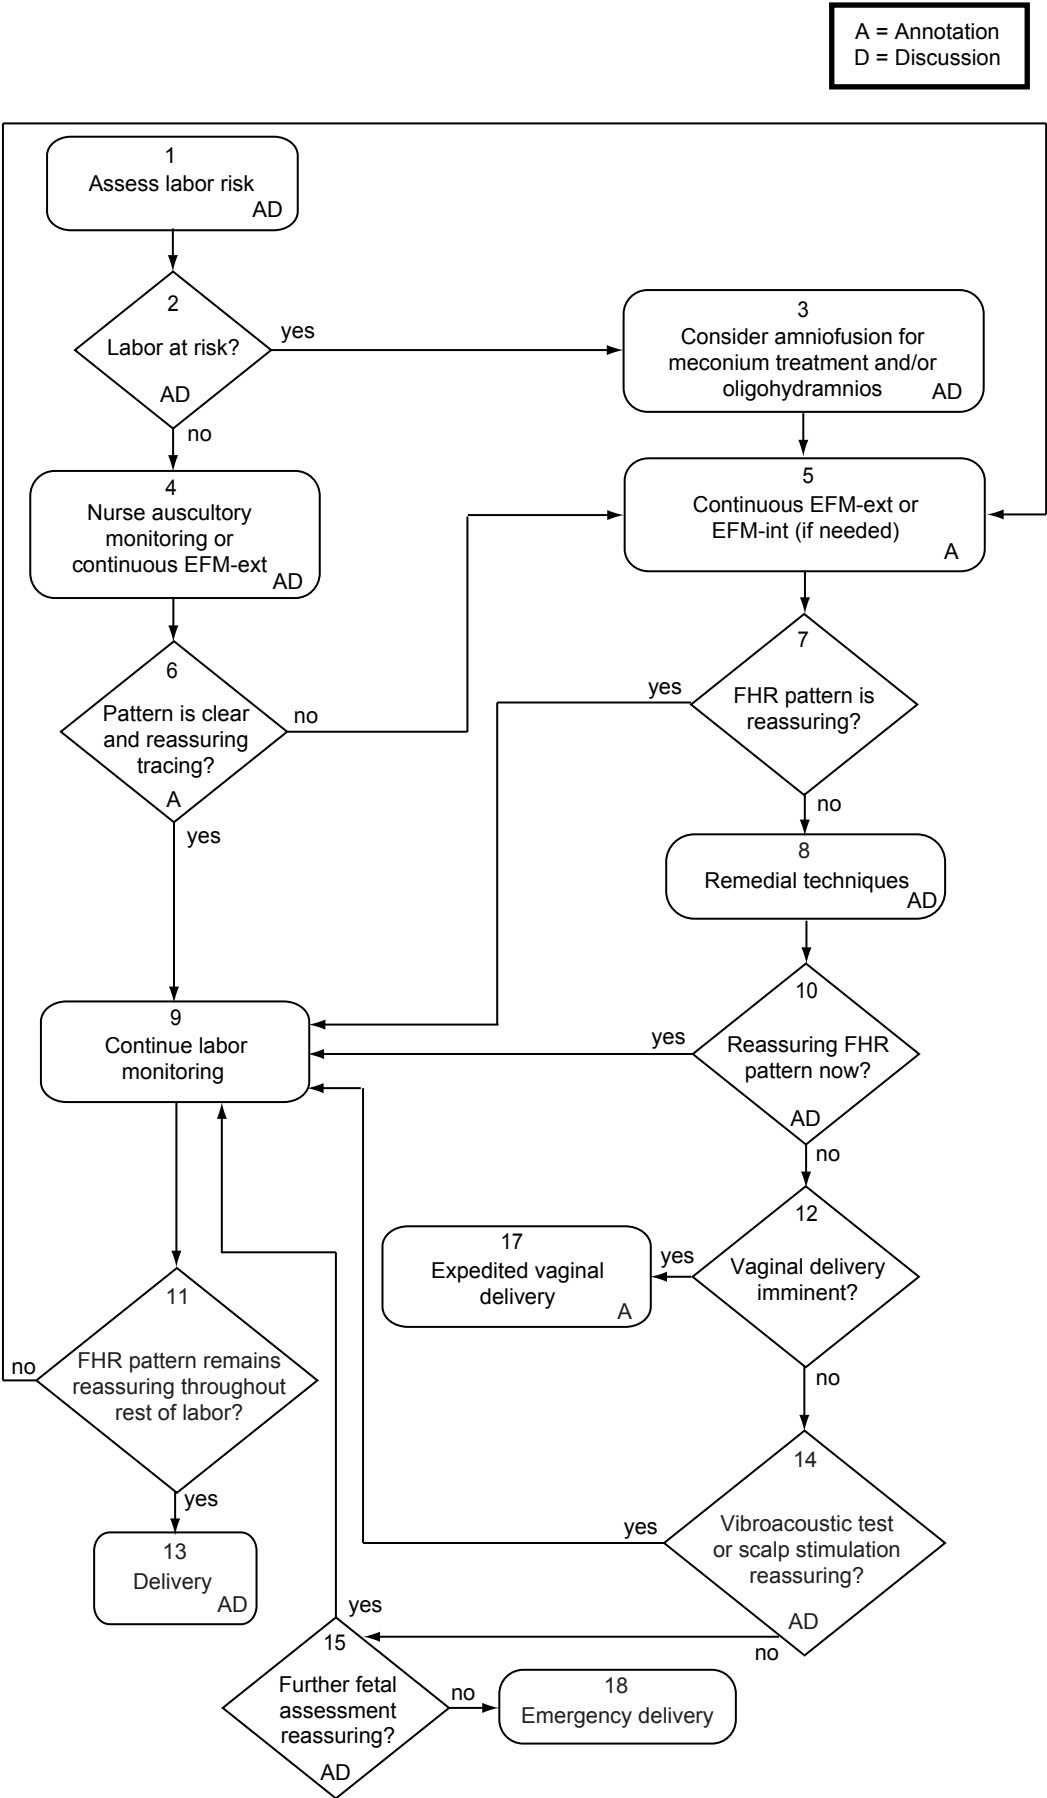 A = Annotation
D = Discussion
1
Assess labor risk
AD
2
Labor at risk?
AD
yes
no
3
Consider amniofusion for
meconium treatment and/or
oligohydramnios
AD
4
Nurse auscultory
monitoring or
continuous EFM-ext
AD
5
Continuous EFM-ext or
EFM-int (if needed)
A
6
Pattern is clear
and reassuring
tracing?
A
no
yes
7
FHR pattern is
reassuring?
yes
no
8
Remedial techniques
AD
9
Continue labor
monitoring
10
Reassuring FHR
pattern now?
AD
yes
no
11
FHR pattern remains
reassuring throughout
rest of labor?
no
yes
12
Vaginal delivery
imminent?
yes
no
17
Expedited vaginal
delivery
A
13
Delivery
AD
14
Vibroacoustic test
or scalp stimulation
reassuring?
AD
yes
no
15
Further fetal
assessment
reassuring?
AD
yes
no
18
Emergency delivery